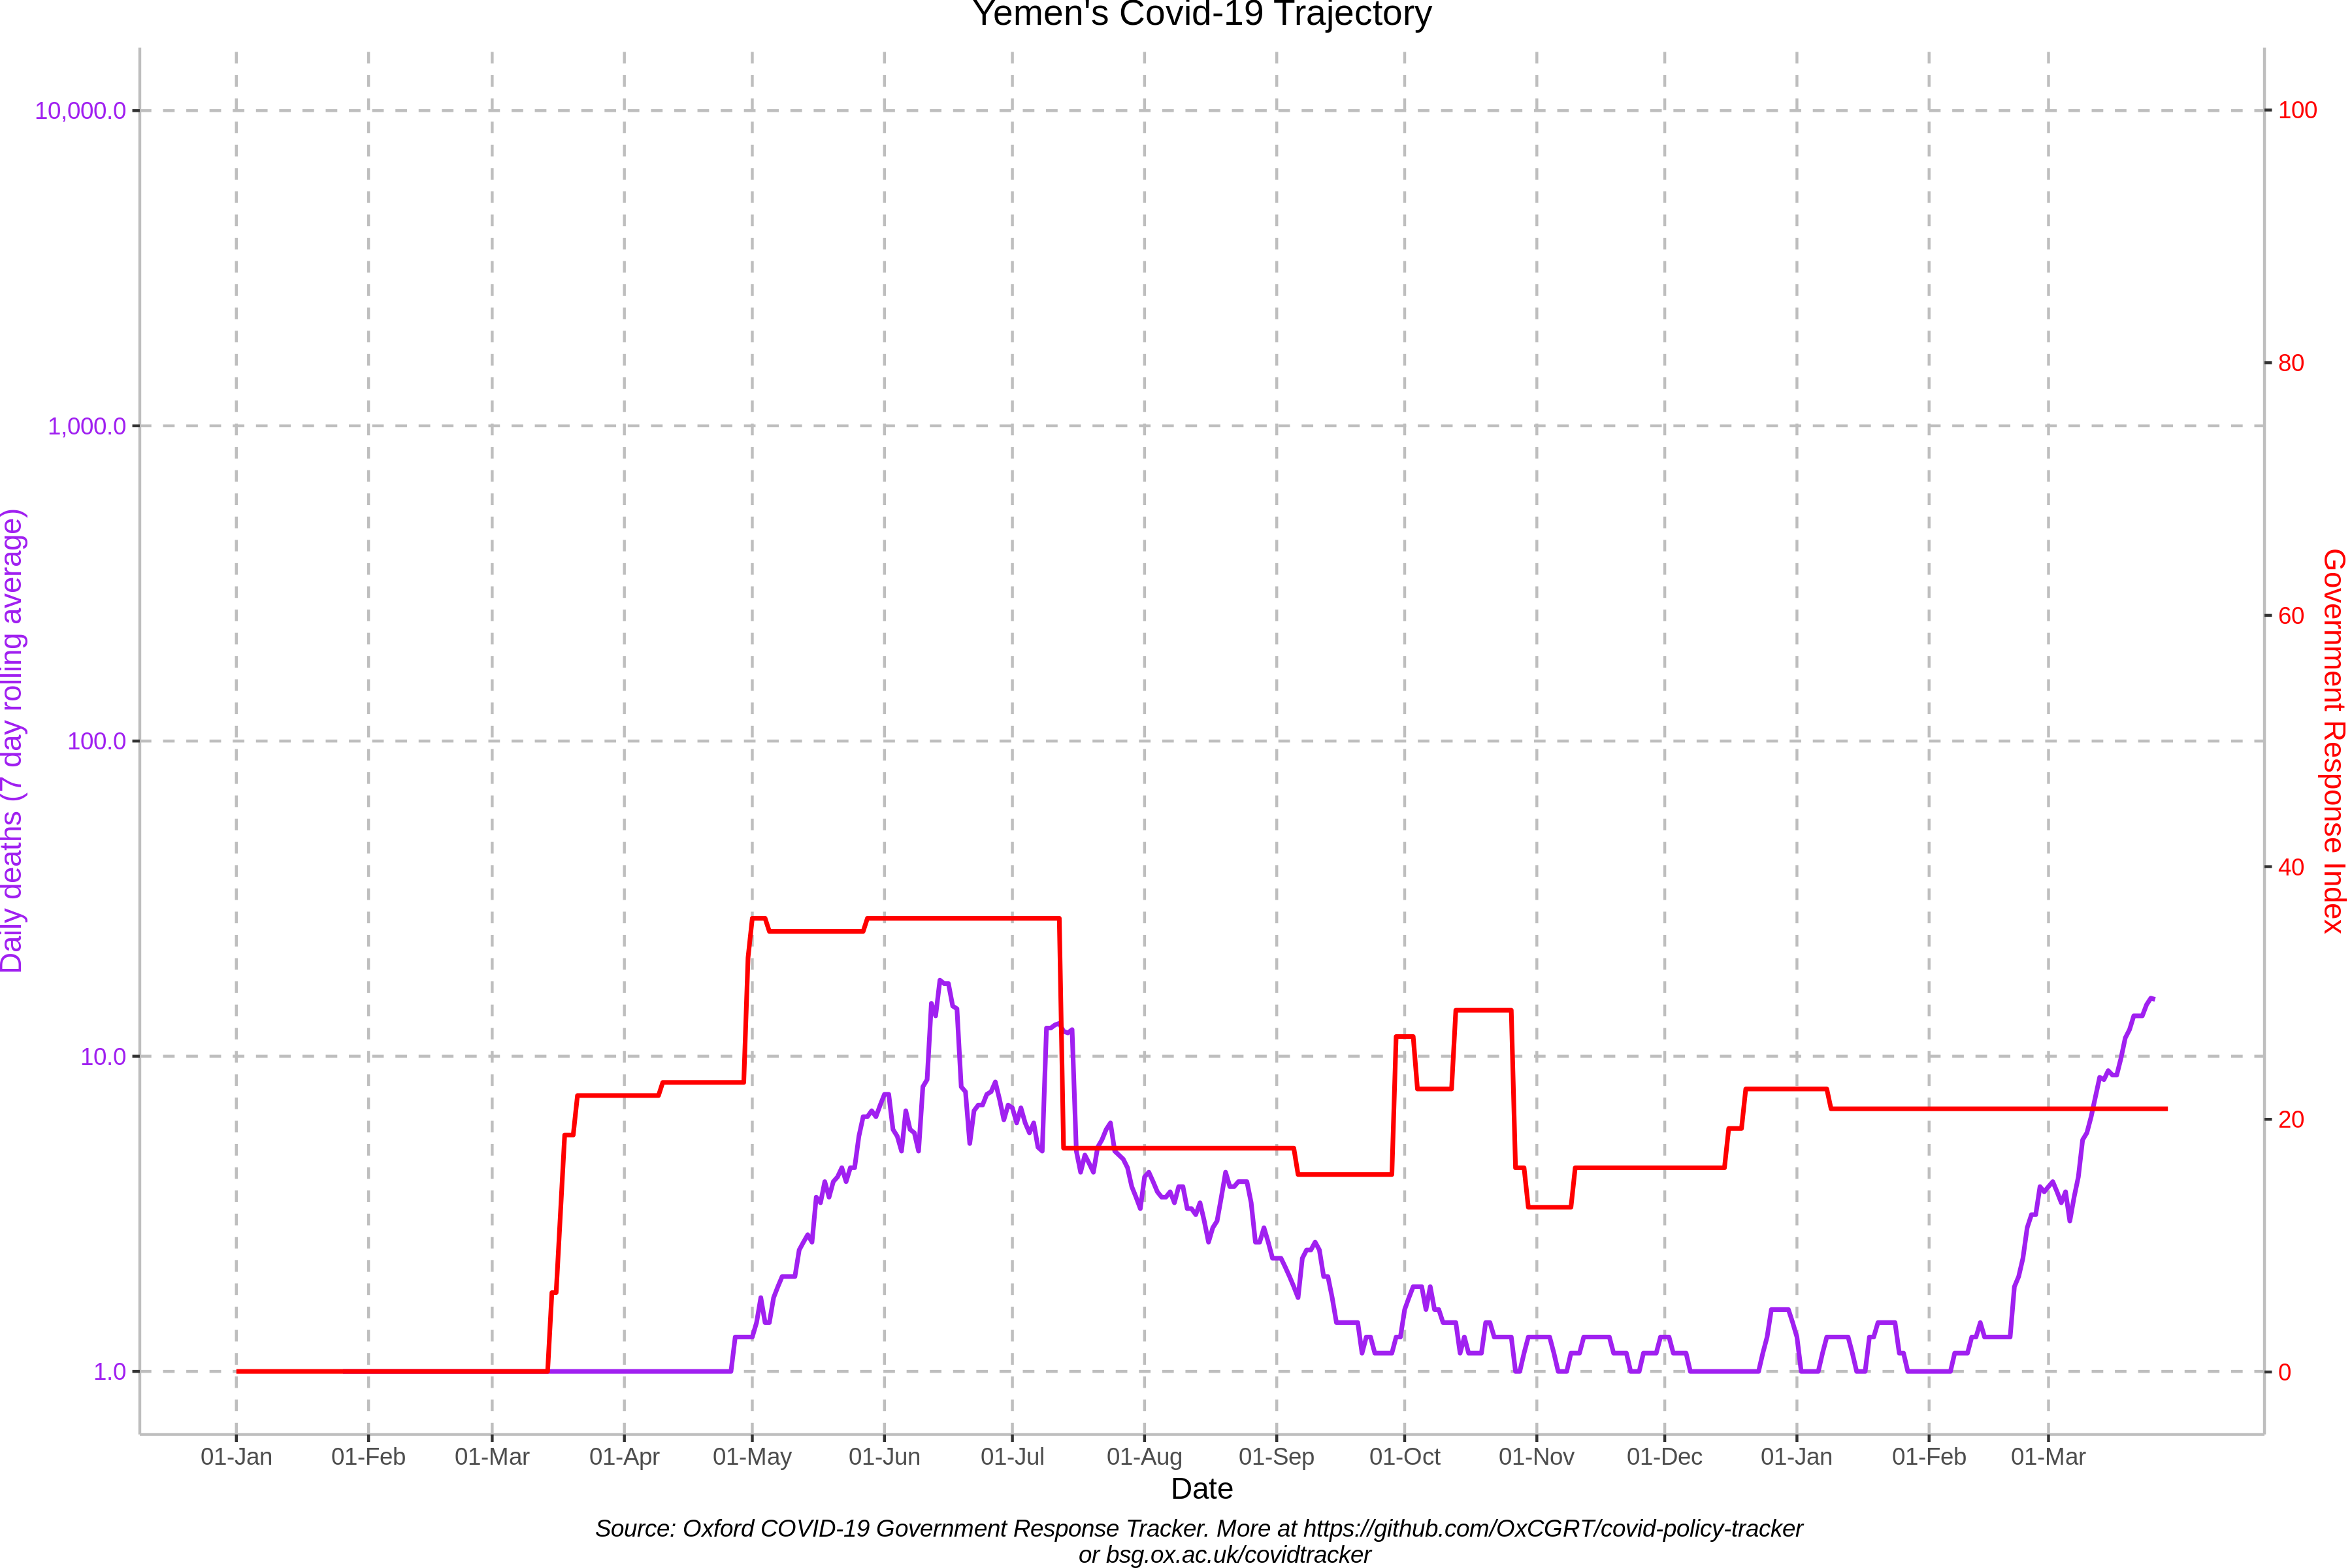 Yemen's Covid-19 Trajectory
10,000.0
1,000.0
100.0
10.0
1.0
Daily deaths (7 day rolling average)
100
80
60
40
20
0
Government Response Index
01-Jan 01-Feb 01-Mar 01-Apr 01-May 01-Jun 01-Jul 01-Aug 01-Sep 01-Oct 01-Nov 01-Dec 01-Jan 01-Feb 01-Mar
Date
Source: Oxford COVID-19 Government Response Tracker. More at https://github.com/OxCGRT/covid-policy-tracker
or bsg.ox.ac.uk/covidtracker